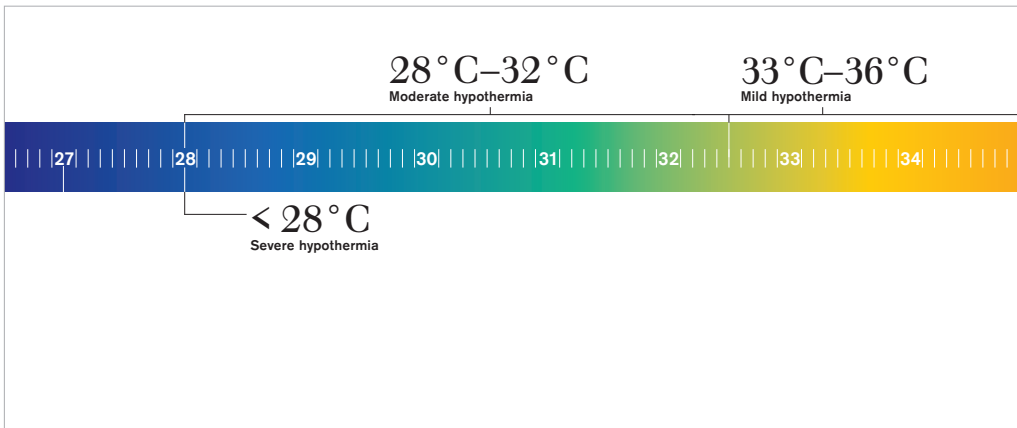 28°C–32°C
Moderate hypothermia
33°C–36°C
Mild hypothermia
27 28 29 30 31 32 33 34
< 28°C
Severe hypothermia